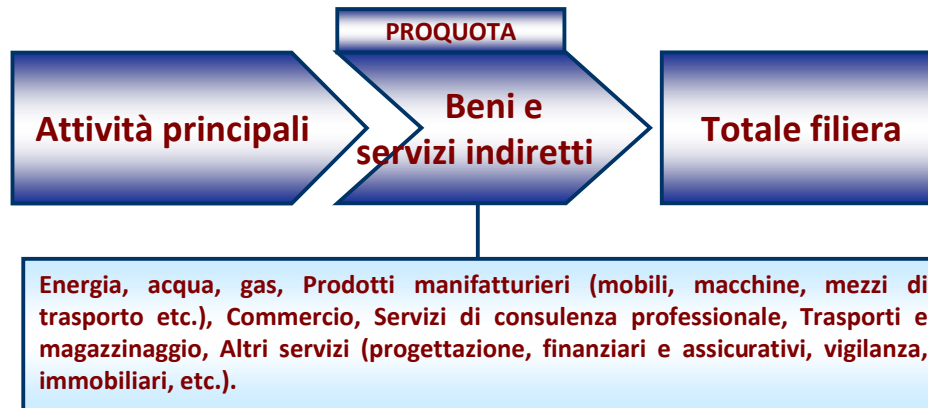 PROQUOTA
Attività principali
Beni e
servizi indiretti
Totale filiera
Energia, acqua, gas, Prodotti manifatturieri (mobili, macchine, mezzi di
trasporto etc.), Commercio, Servizi di consulenza professionale, Trasporti e
magazzinaggio, Altri servizi (progettazione, finanziari e assicurativi, vigilanza,
immobiliari, etc.).